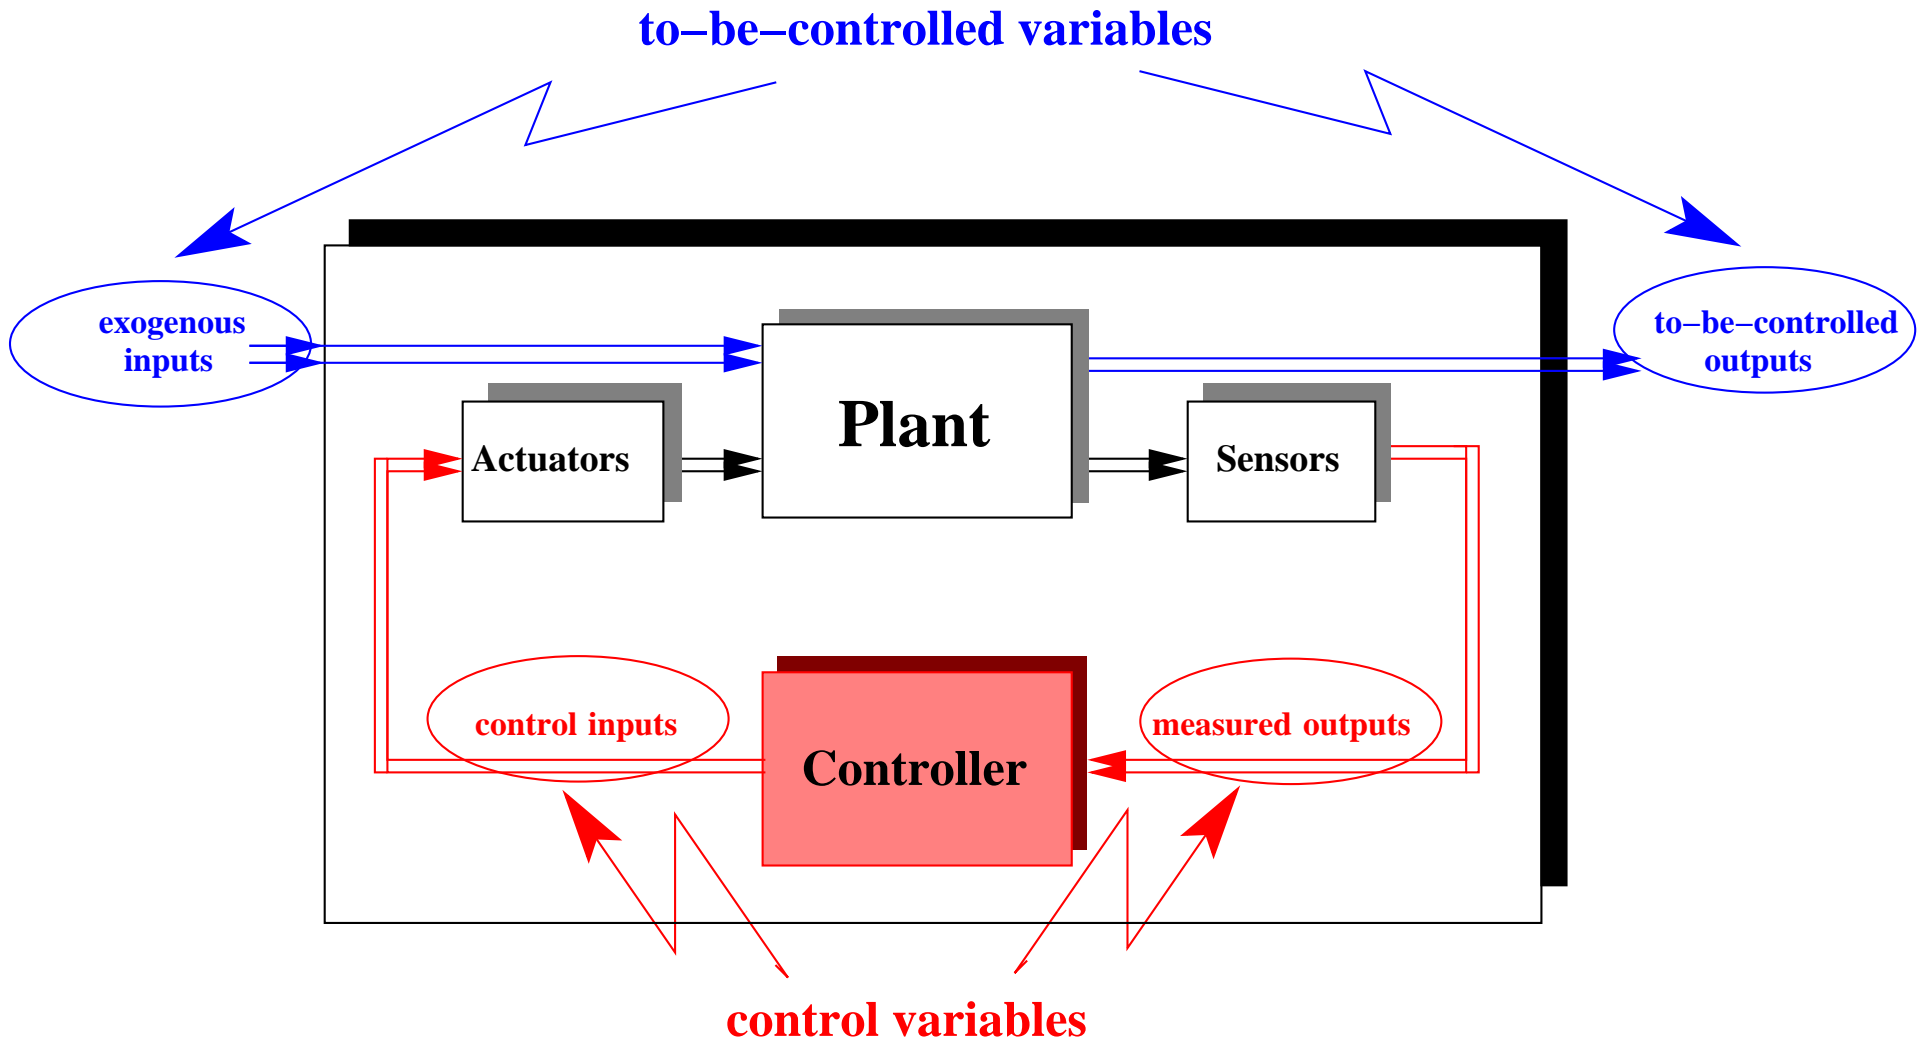 to–be–controlled variables
exogenous
inputs
to–be–controlled
outputs
Plant
Actuators
Sensors
control inputs
measured outputs
Controller
control variables